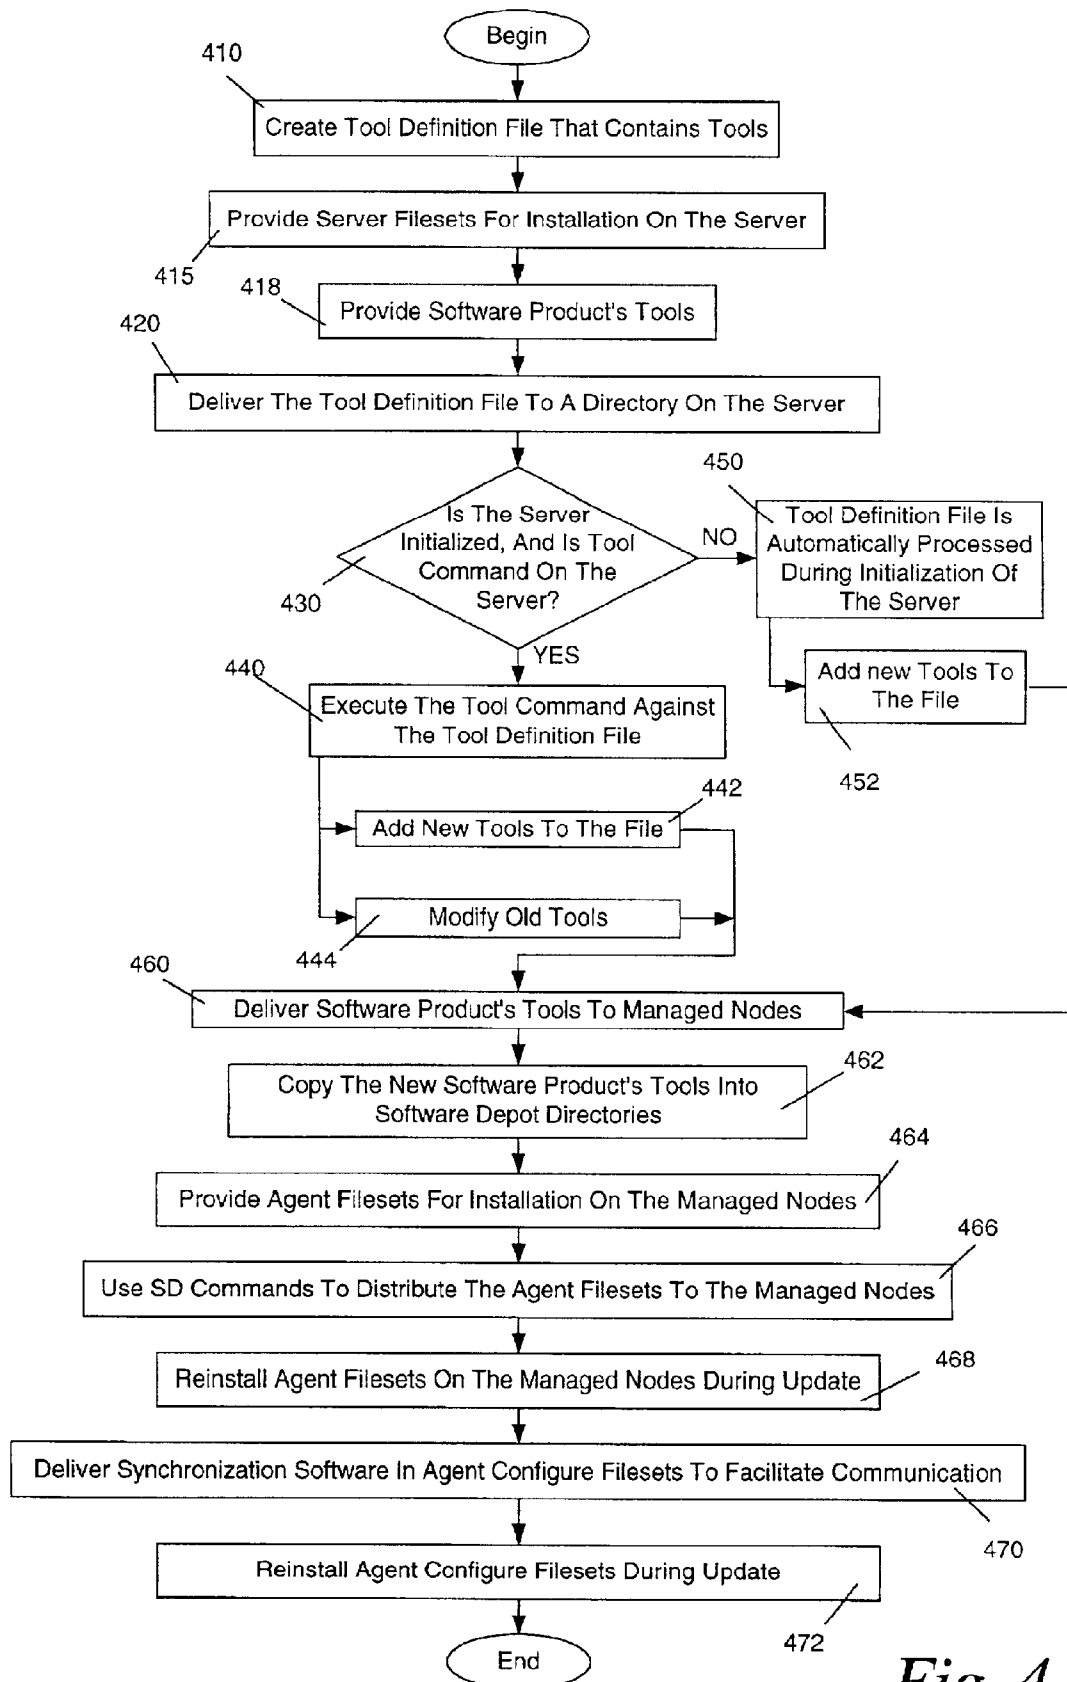 Begin
410
Create Tool Definition File That Contains Tools
Provide Server Filesets For Installation On The Server
415
418
Provide Software Product's Tools
420
Deliver The Tool Definition File To A Directory On The Server
Is The Server
Initialized, And Is Tool
Command On The
Server?
430
NO
450
Tool Definition File Is
Automatically Processed
During Initialization Of
The Server
YES
Add new Tools To
The File
452
440
Execute The Tool Command Against
The Tool Definition File
442
Add New Tools To The File
Modify Old Tools
444
460
Deliver Software Product's Tools To Managed Nodes
462
Copy The New Software Product's Tools Into
Software Depot Directories
464
Provide Agent Filesets For Installation On The Managed Nodes
466
Use SD Commands To Distribute The Agent Filesets To The Managed Nodes
468
Reinstall Agent Filesets On The Managed Nodes During Update
Deliver Synchronization Software In Agent Configure Filesets To Facilitate Communication
470
Reinstall Agent Configure Filesets During Update
472
End
Fig. 4